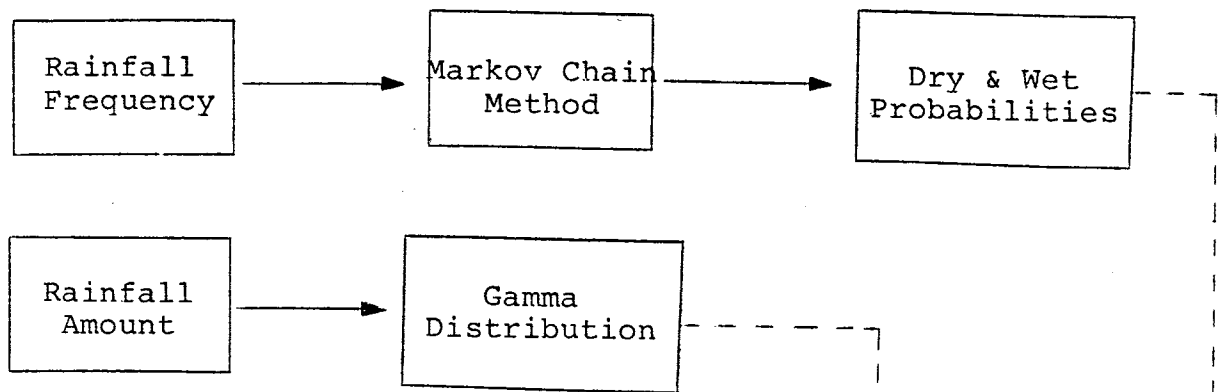 Rainfall
Frequency
Markov Chain
Method
Dry & Wet
Probabilities
Rainfall
Amount
Gamma
Distribution